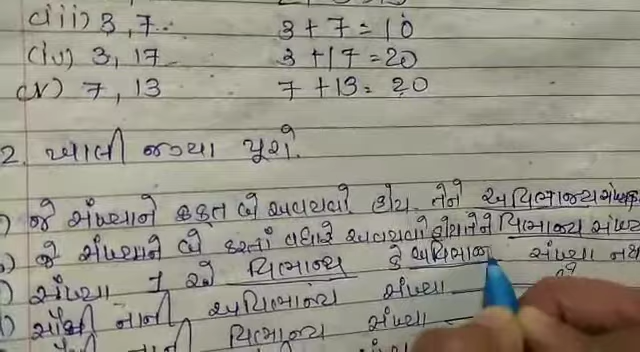 (iii) 3, 7 3 + 7 = 10
(iv) 3, 17 3 + 17 = 20
(v) 7, 13 7 + 13 = 20
2. ખાલી જગ્યા પૂરો.
જે સંખ્યાને ફક્ત બે અવયવો હોય તેને અવિભાજ્ય સંખ્યા
જે સંખ્યાને બે કરતાં વધારે અવયવો હોય તેને વિભાજ્ય સંખ્યા
સંખ્યા 1 એ વિભાજ્ય કે અવિભાજ્ય સંખ્યા નથી
સૌથી નાની અવિભાજ્ય સંખ્યા
નાની વિભાજ્ય સંખ્યા